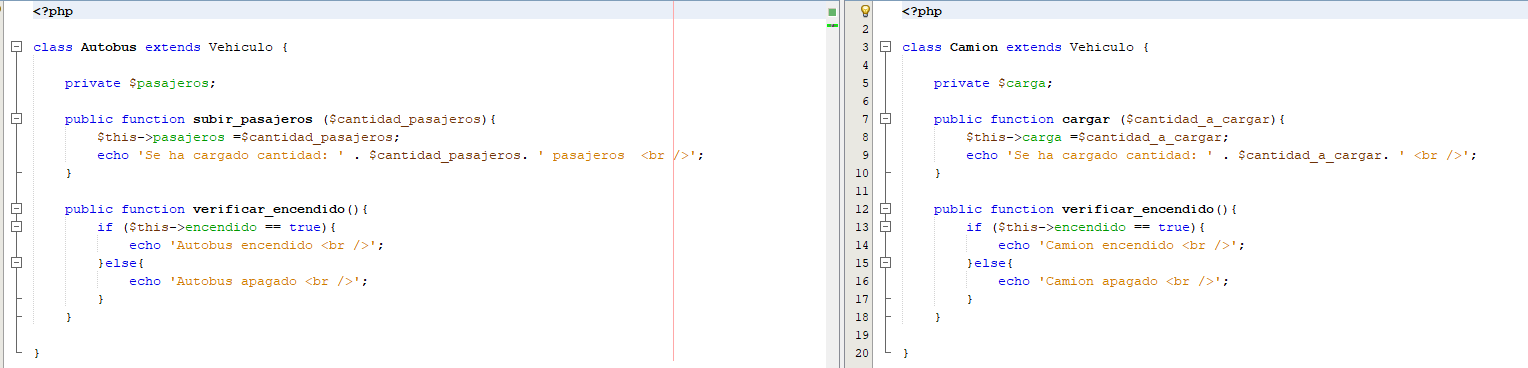 <?php
class Autobus extends Vehiculo {
private $pasajeros;
public function subir_pasajeros ($cantidad_pasajeros){
$this->pasajeros =$cantidad_pasajeros;
echo 'Se ha cargado cantidad: ' . $cantidad_pasajeros. ' pasajeros  <br />';
}
public function verificar_encendido(){
if ($this->encendido == true){
echo 'Autobus encendido <br />';
}else{
echo 'Autobus apagado <br />';
}
}
}
<?php
2
3 class Camion extends Vehiculo {
4
5 private $carga;
6
7 public function cargar ($cantidad_a_cargar){
8 $this->carga =$cantidad_a_cargar;
9 echo 'Se ha cargado cantidad: ' . $cantidad_a_cargar. ' <br />';
10 }
11
12 public function verificar_encendido(){
13 if ($this->encendido == true){
14 echo 'Camion encendido <br />';
15 }else{
16 echo 'Camion apagado <br />';
17 }
18 }
19
20 }